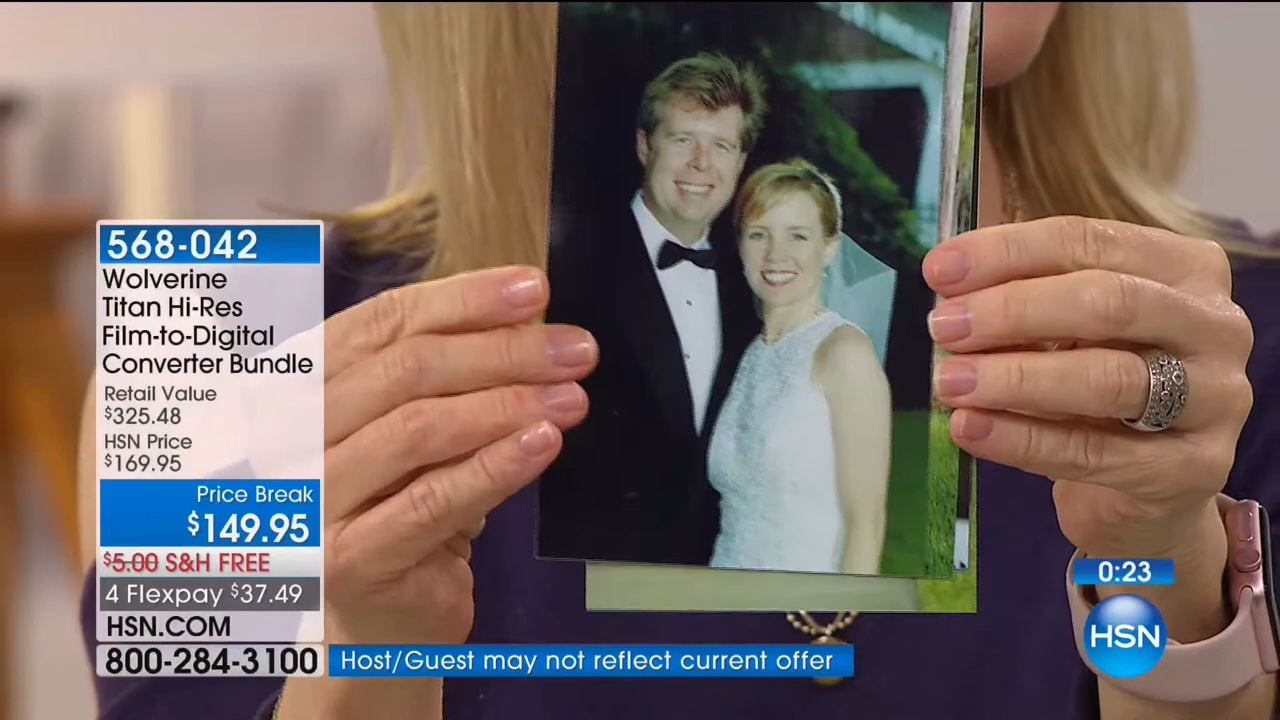 568-042
Wolverine
Titan Hi-Res
Film-to-Digital
Converter Bundle
Retail Value
$325.48
HSN Price
$169.95
Price Break
$149.95
$5.00 S&H FREE
4 Flexpay $37.49
HSN.COM
800-284-3100
Host/Guest may not reflect current offer
0:23
HSN